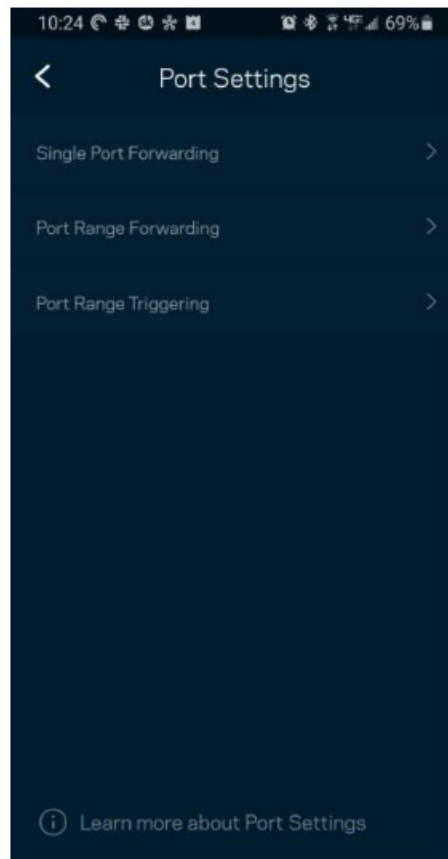 10:24 69%
Port Settings
Single Port Forwarding
Port Range Forwarding
Port Range Triggering
Learn more about Port Settings